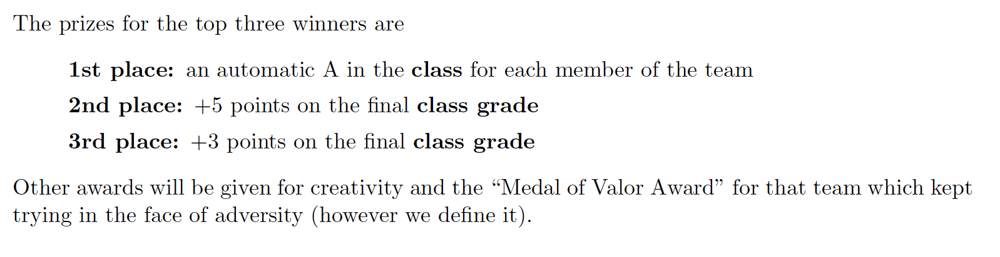 The prizes for the top three winners are
1st place: an automatic A in the class for each member of the team
2nd place: +5 points on the final class grade
3rd place: +3 points on the final class grade
Other awards will be given for creativity and the “Medal of Valor Award” for that team which kept
trying in the face of adversity (however we define it).